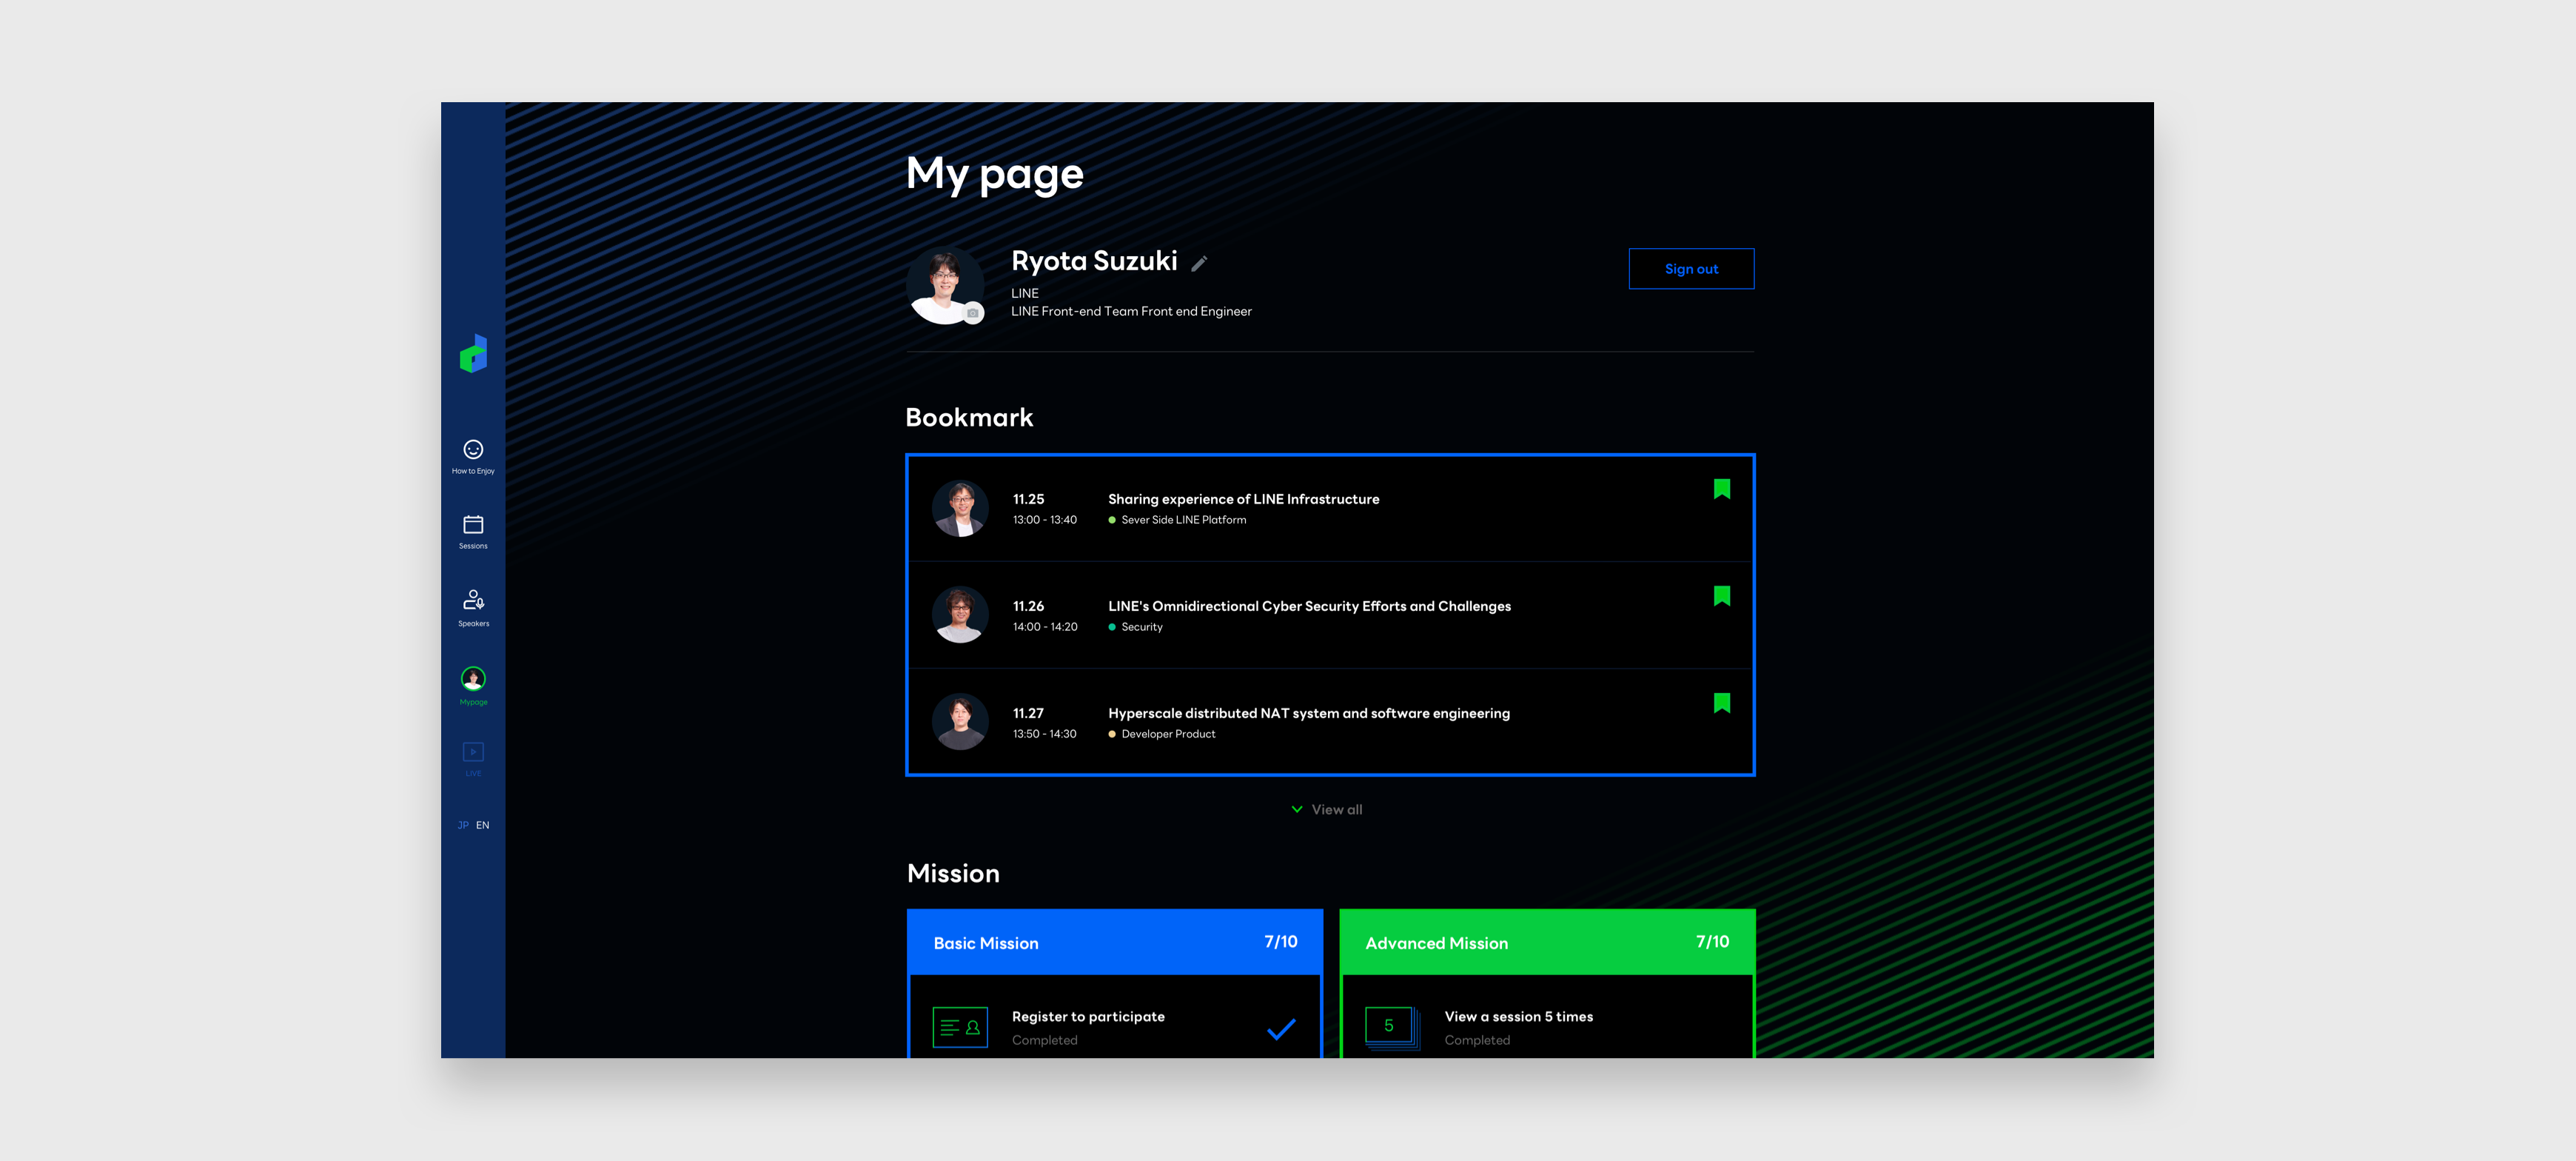 My page
Ryota Suzuki
Sign out
LINE
LINE Front-end Team Front end Engineer
How to Enjoy
Sessions
Speakers
Mypage
LIVE
JP EN
Bookmark
11.25 Sharing experience of LINE Infrastructure
13:00 - 13:40 Sever Side LINE Platform
11.26 LINE's Omnidirectional Cyber Security Efforts and Challenges
14:00 - 14:20 Security
11.27 Hyperscale distributed NAT system and software engineering
13:50 - 14:30 Developer Product
View all
Mission
Basic Mission 7/10
Register to participate
Completed
Advanced Mission 7/10
5
View a session 5 times
Completed